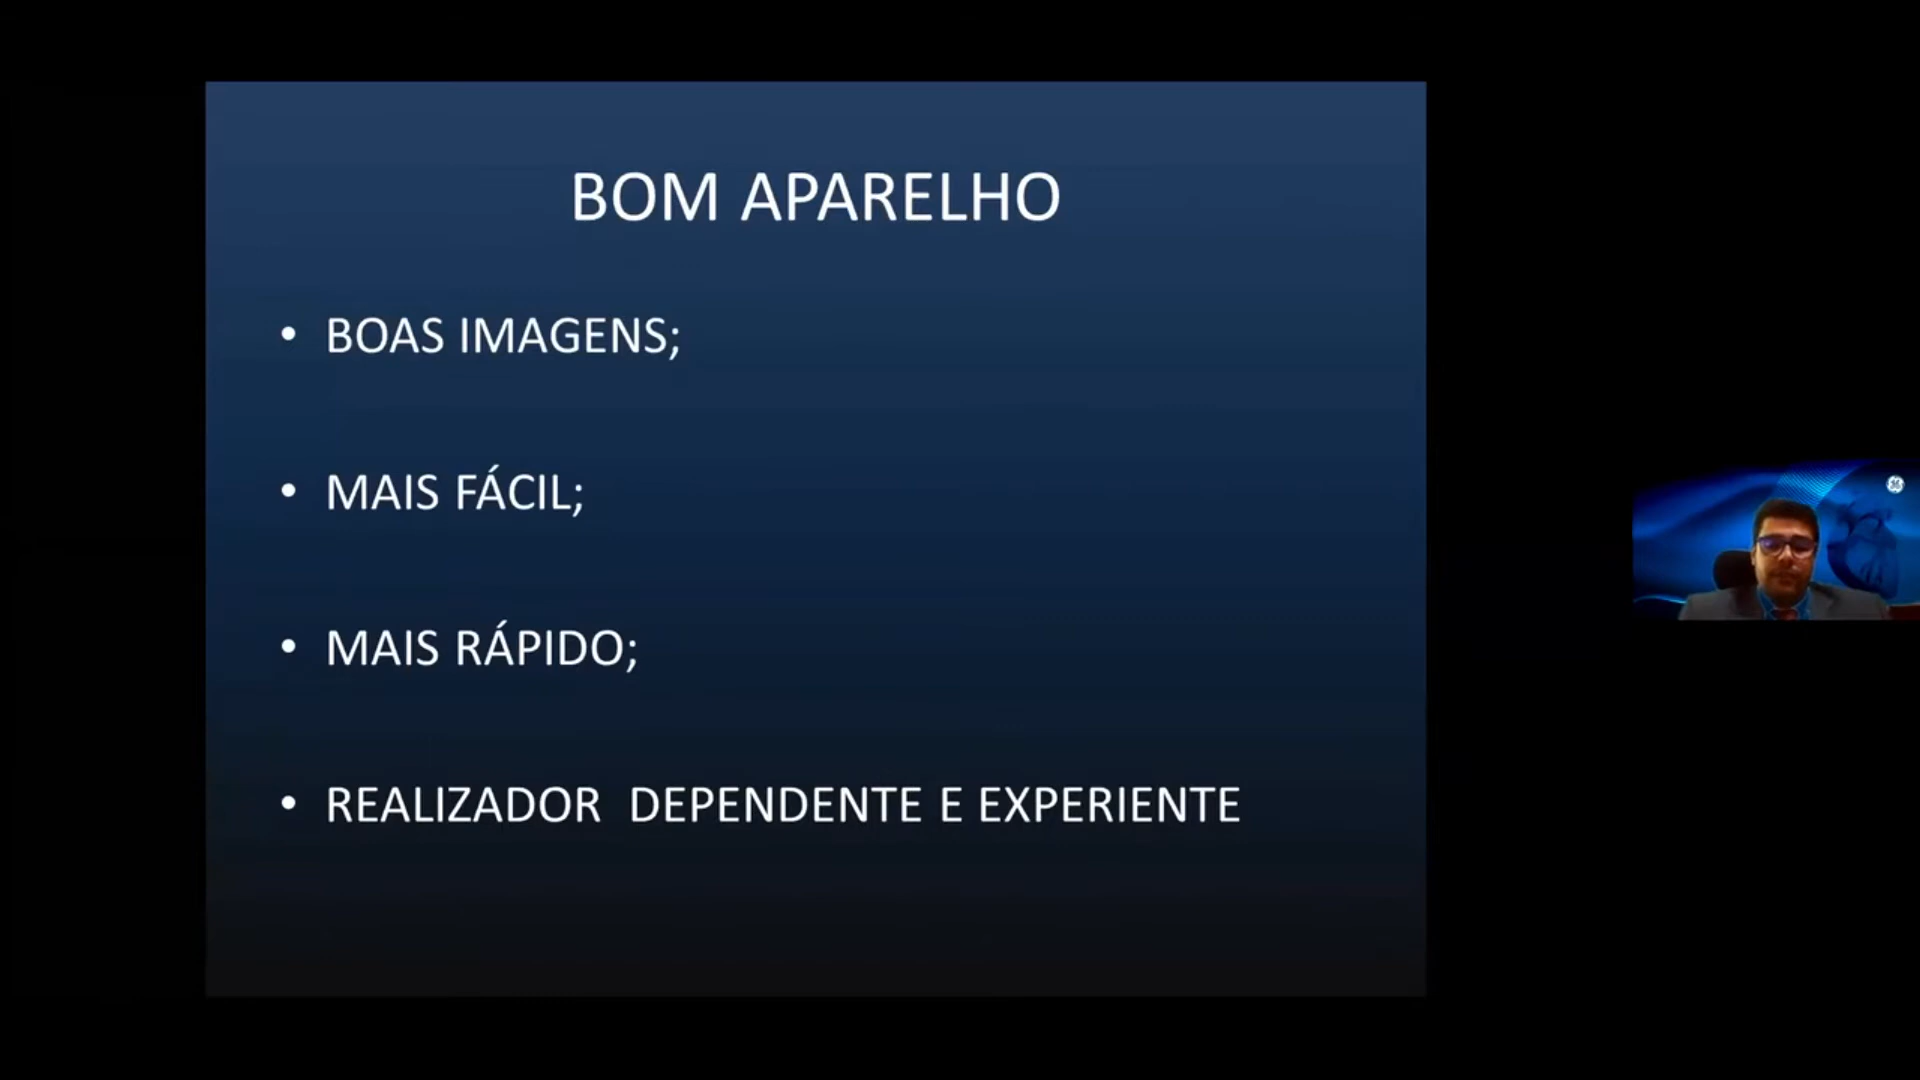 BOM APARELHO
• BOAS IMAGENS;
• MAIS FÁCIL;
• MAIS RÁPIDO;
• REALIZADOR  DEPENDENTE E EXPERIENTE